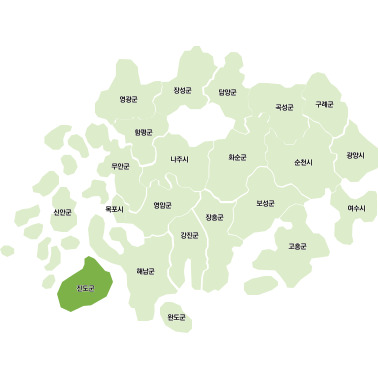 장성군
담양군
영광군
곡성군
구례군
함평군
나주시
화순군
순천시
광양시
무안군
신안군
목포시
영암군
장흥군
보성군
여수시
강진군
고흥군
해남군
진도군
완도군